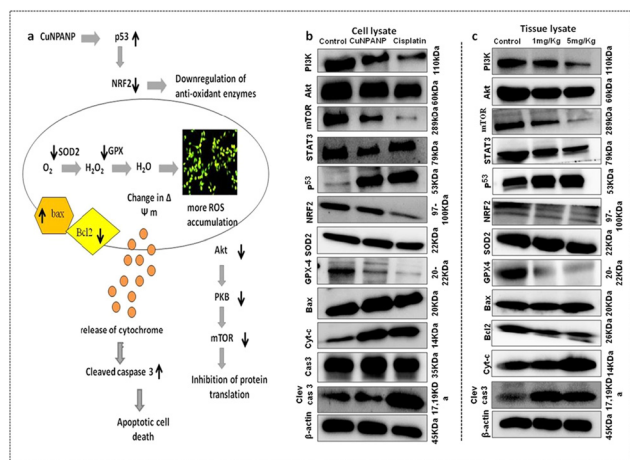 a
CuNPANP
p53
NRF2
Downregulation of
anti-oxidant enzymes
SOD2
GPX
O2
H2O2
H2O
bax
Bcl2
Change in Δ
Ψ m
more ROS
accumulation
Akt
PKB
mTOR
Inhibition of protein
translation
release of cytochrome
Cleaved caspase 3
Apoptotic cell
death
b
Cell lysate
Control CuNPANP Cisplatin
PI3K 110kDa
Akt 60kDa
mTOR 289kDa
STAT3 79kDa
P53 53KDa
NRF2 97-
100KDa
SOD2 22KDa
GPX-4 20-
22KDa
Bax 20KDa
Cyt-c 14KDa
Cas3 35KDa
Clev
cas 3 17,19KD
a
β-actin 45KDa
c
Tissue lysate
Control 1mg/Kg 5mg/Kg
PI3K 110kDa
Akt 60kDa
mTOR 289kDa
STAT3 79kDa
P53 53KDa
NRF2 97-
100KDa
SOD2 22KDa
GPX4 20-
22KDa
Bax 20KDa
Bcl2 26KDa
Cyt-c 14KDa
Clev
cas3 17,19KD
a
β-actin 45KDa